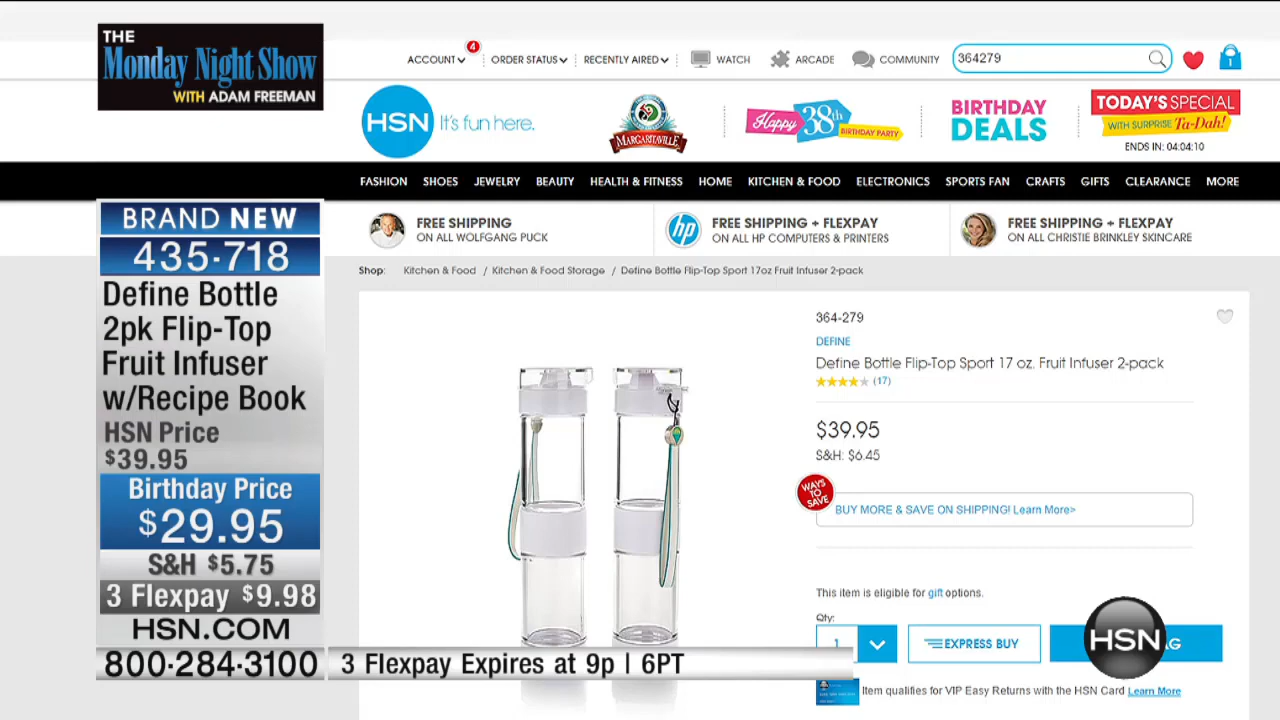 THE
Monday Night Show
WITH ADAM FREEMAN
ACCOUNT 4 ORDER STATUS RECENTLY AIRED WATCH ARCADE COMMUNITY 364279 1
HSN It's fun here.
MARGARITAVILLE
Happy 38th BIRTHDAY PARTY
BIRTHDAY DEALS
TODAY'S SPECIAL
WITH SURPRISE Ta-Dah!
ENDS IN: 04:04:10
FASHION SHOES JEWELRY BEAUTY HEALTH & FITNESS HOME KITCHEN & FOOD ELECTRONICS SPORTS FAN CRAFTS GIFTS CLEARANCE MORE
FREE SHIPPING
ON ALL WOLFGANG PUCK
hp
FREE SHIPPING + FLEXPAY
ON ALL HP COMPUTERS & PRINTERS
FREE SHIPPING + FLEXPAY
ON ALL CHRISTIE BRINKLEY SKINCARE
BRAND NEW
435-718
Define Bottle
2pk Flip-Top
Fruit Infuser
w/Recipe Book
HSN Price
$39.95
Birthday Price
$29.95
S&H $5.75
3 Flexpay $9.98
HSN.COM
800-284-3100
3 Flexpay Expires at 9p | 6PT
Shop: Kitchen & Food / Kitchen & Food Storage / Define Bottle Flip-Top Sport 17oz Fruit Infuser 2-pack
364-279
DEFINE
Define Bottle Flip-Top Sport 17 oz. Fruit Infuser 2-pack
(17)
$39.95
S&H: $6.45
WAYS TO SAVE
BUY MORE & SAVE ON SHIPPING! Learn More>
This item is eligible for gift options.
Qty:
1 EXPRESS BUY
HSN
Item qualifies for VIP Easy Returns with the HSN Card Learn More